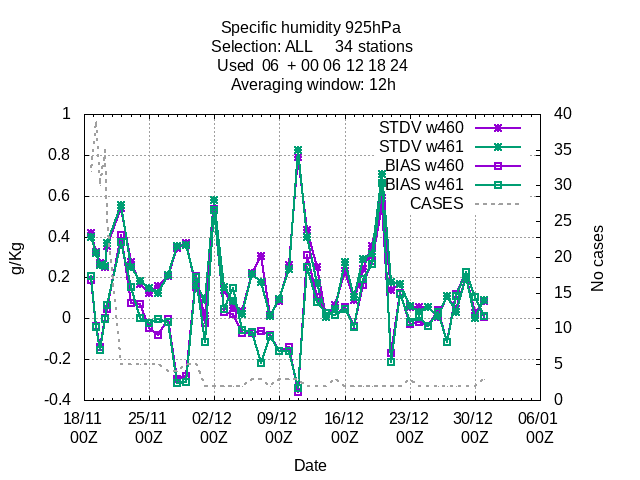 Specific humidity 925hPa
Selection: ALL 34 stations
Used 06 + 00 06 12 18 24
Averaging window: 12h
1
0.8
0.6
0.4
0.2
0
-0.2
-0.4
g/Kg
40
35
30
25
20
15
10
5
0
No cases
STDV w460
STDV w461
BIAS w460
BIAS w461
CASES
18/11 25/11 02/12 09/12 16/12 23/12 30/12 06/01
00Z 00Z 00Z 00Z 00Z 00Z 00Z 00Z
Date